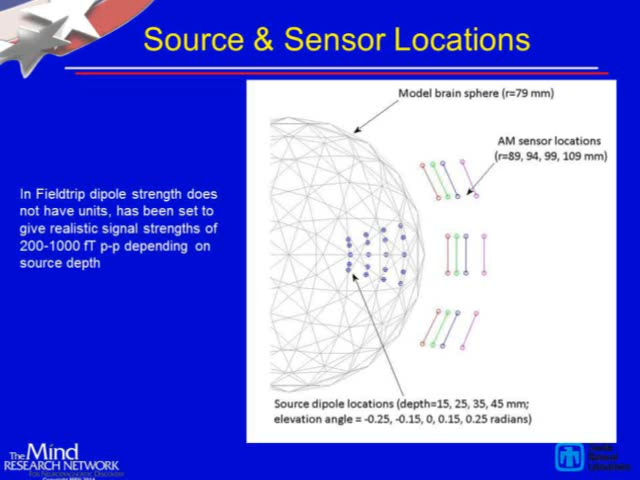 Source & Sensor Locations
Model brain sphere (r=79 mm)
AM sensor locations
(r=89, 94, 99, 109 mm)
In Fieldtrip dipole strength does
not have units, has been set to
give realistic signal strengths of
200-1000 fT p-p depending on
source depth
Source dipole locations (depth=15, 25, 35, 45 mm;
elevation angle = -0.25, -0.15, 0, 0.15, 0.25 radians)
The Mind
RESEARCH NETWORK